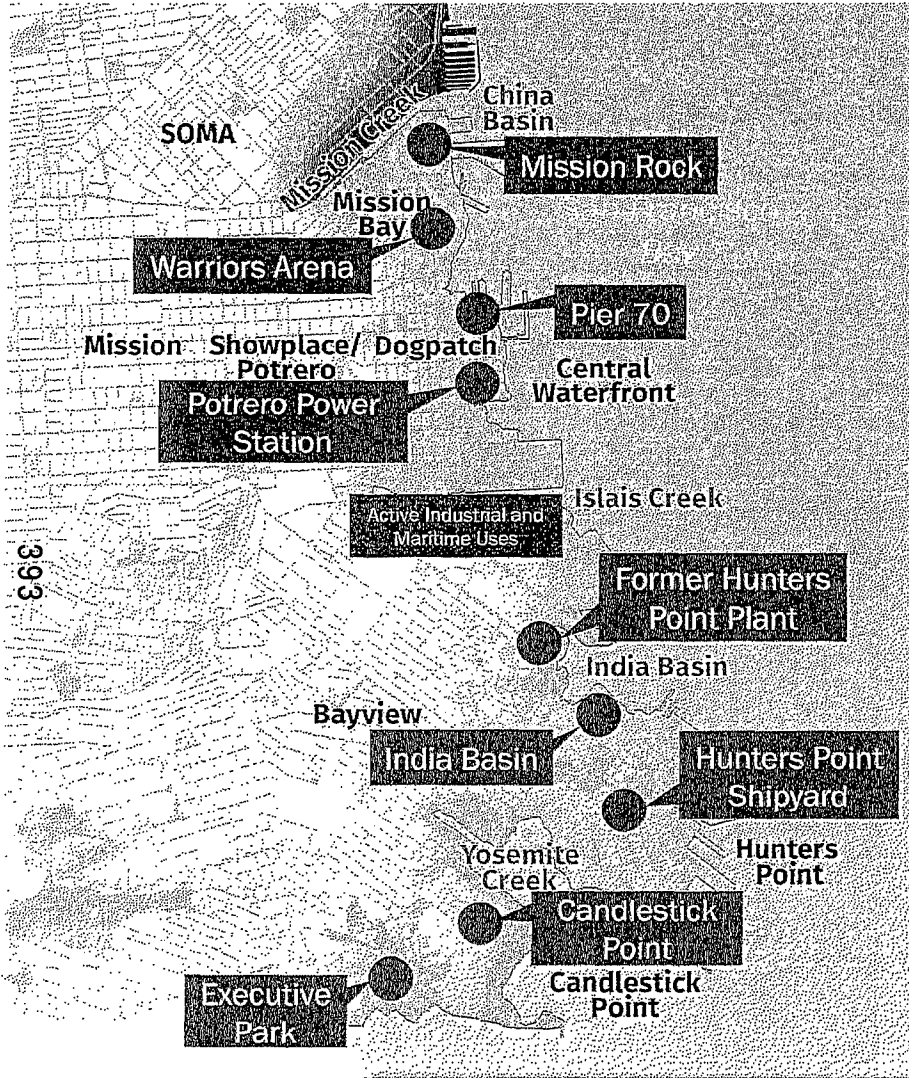 China
Basin
SOMA
Mission Creek
Mission Rock
Mission
Bay
Warriors Arena
Pier 70
Mission Showplace/ Dogpatch
Potrero
Central
Waterfront
Potrero Power
Station
Islais Creek
Active Industrial and
Maritime Uses
393
Former Hunters
Point Plant
India Basin
Bayview
India Basin
Hunters Point
Shipyard
Hunters
Point
Yosemite
Creek
Candlestick
Point
Candlestick
Point
Executive
Park